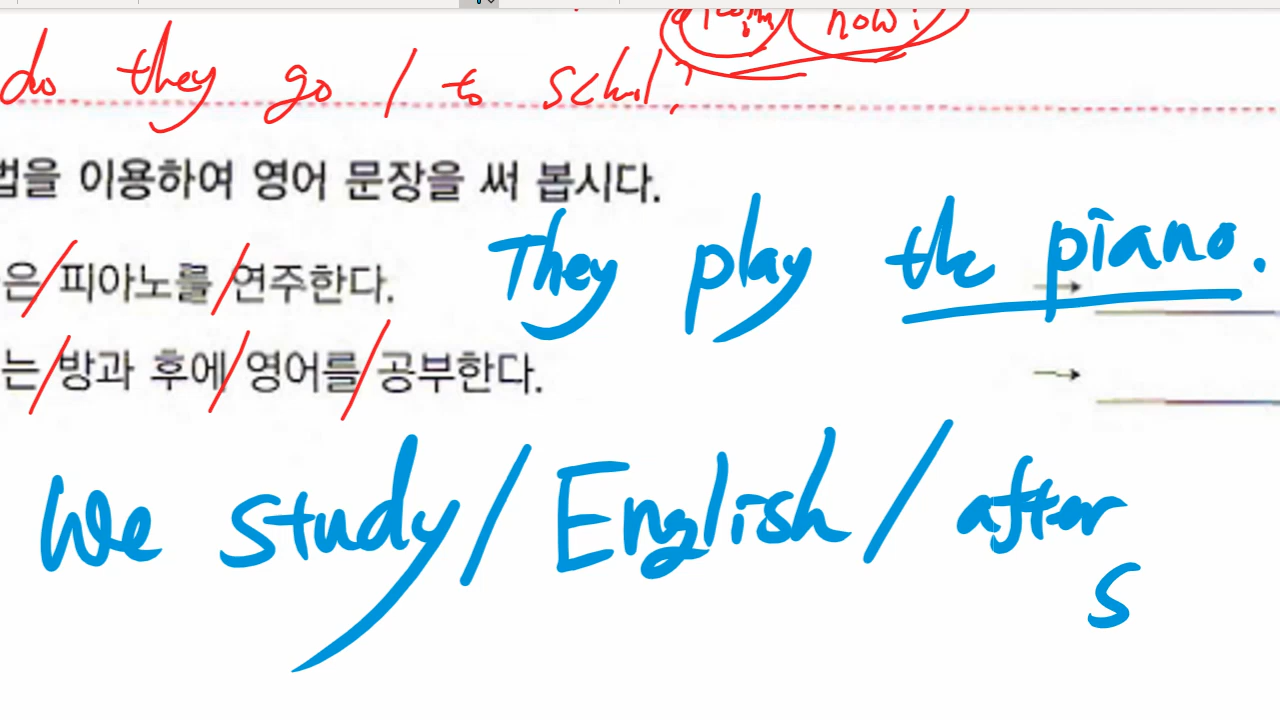 now?
do they go / to schul?
법을 이용하여 영어 문장을 써 봅시다.
은/피아노를/연주한다. They play the piano. →
는/방과 후에/영어를/공부한다. →
We study/English/after
s